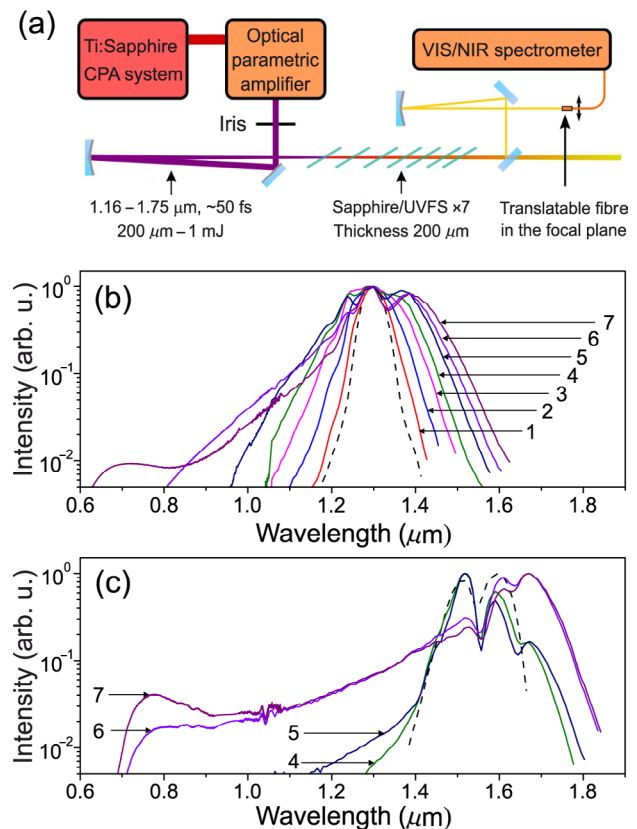 (a)
Ti:Sapphire
CPA system
Optical
parametric
amplifier
VIS/NIR spectrometer
Iris
1.16 – 1.75 μm, ~50 fs
200 μm – 1 mJ
Sapphire/UVFS ×7
Thickness 200 μm
Translatable fibre
in the focal plane
(b)
Intensity (arb. u.)
10⁰
10⁻¹
10⁻²
7
6
5
4
3
2
1
0.6 0.8 1.0 1.2 1.4 1.6 1.8
Wavelength (μm)
(c)
Intensity (arb. u.)
10⁰
10⁻¹
10⁻²
7
6
5
4
0.6 0.8 1.0 1.2 1.4 1.6 1.8
Wavelength (μm)